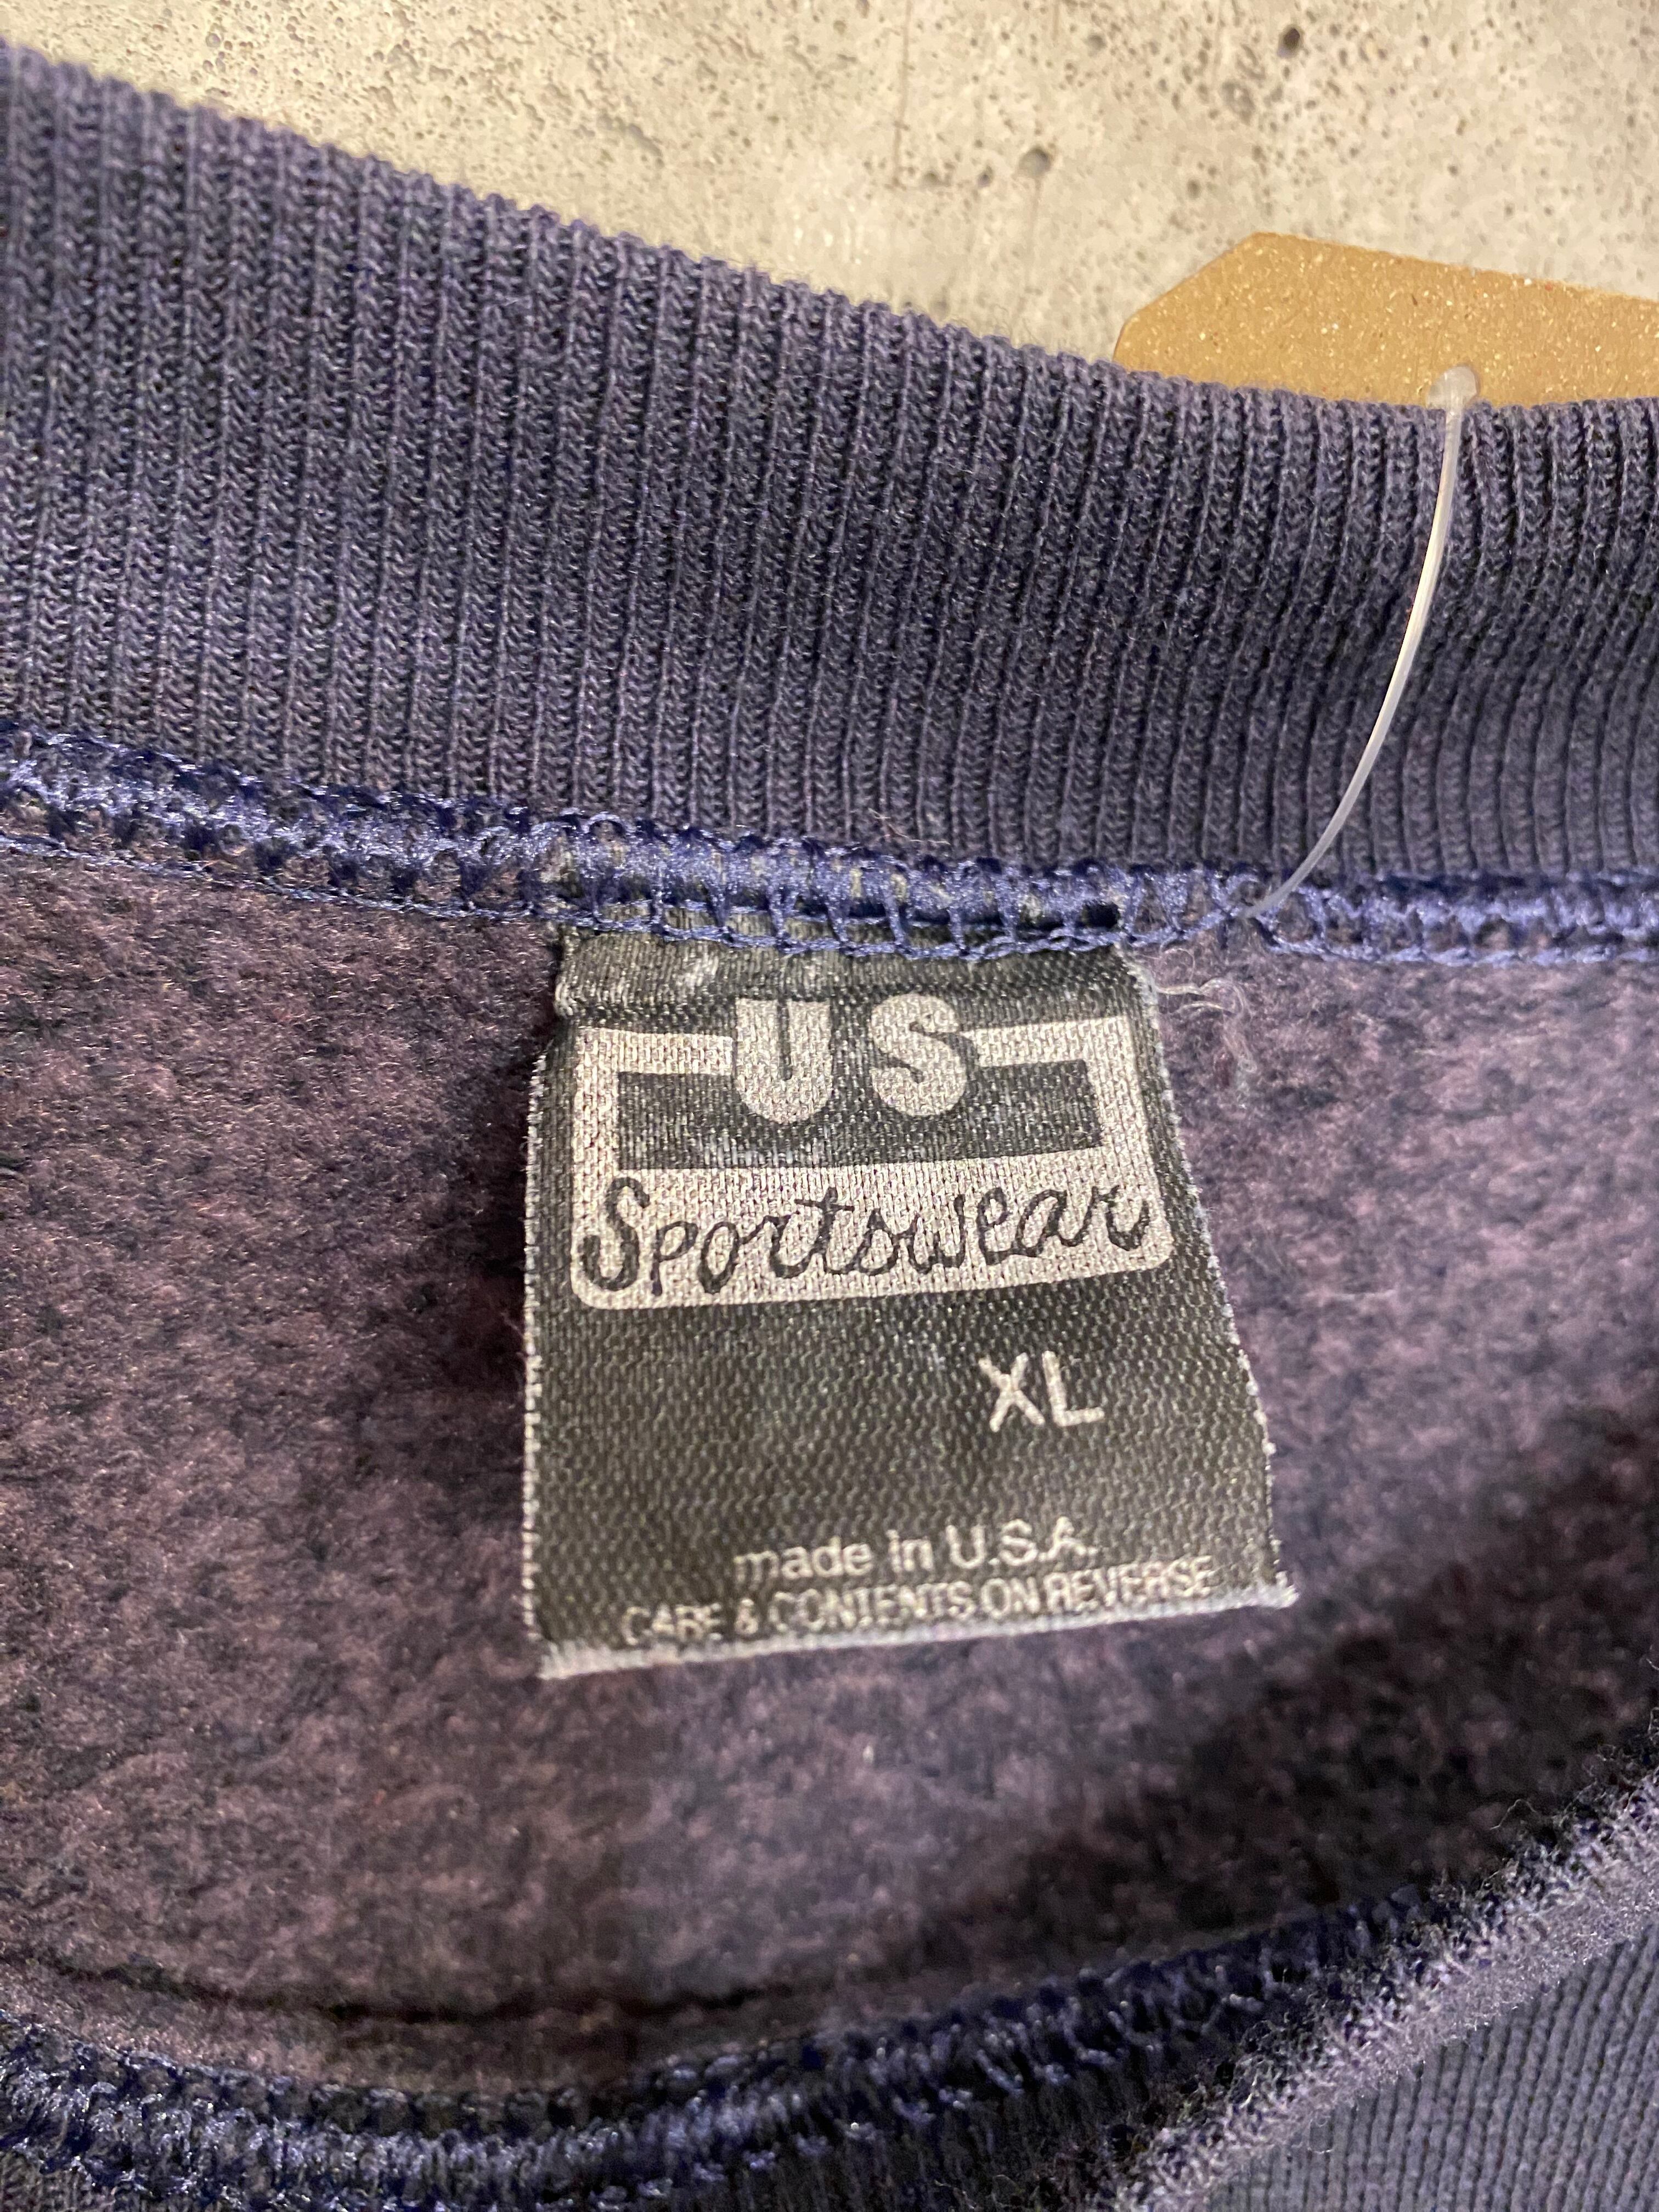 US
Sportswear
XL
made in U.S.A.
CARE & CONTENTS ON REVERSE